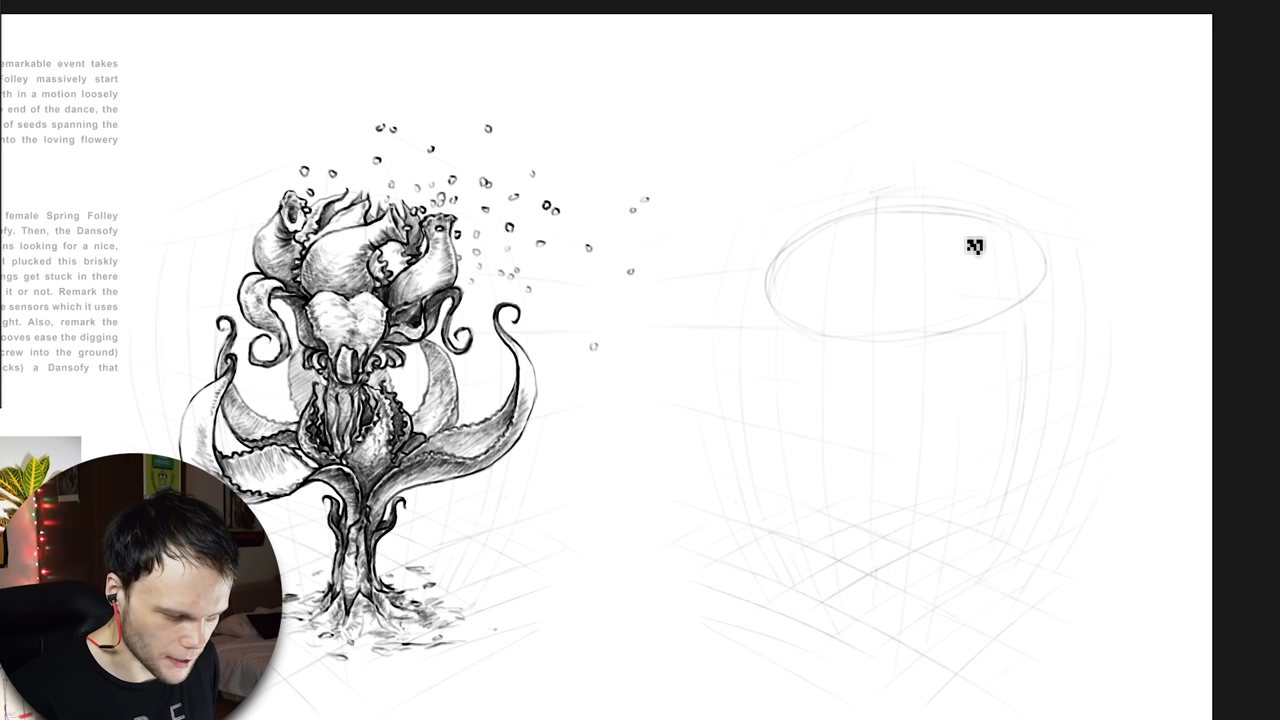 emarkable event takes
Folley massively start
th in a motion loosely
end of the dance, the
of seeds spanning the
nto the loving flowery
female Spring Folley
fy. Then, the Dansofy
ns looking for a nice,
I plucked this briskly
ngs get stuck in there
it or not. Remark the
e sensors which it uses
ght. Also, remark the
ooves ease the digging
crew into the ground)
cks) a Dansofy that